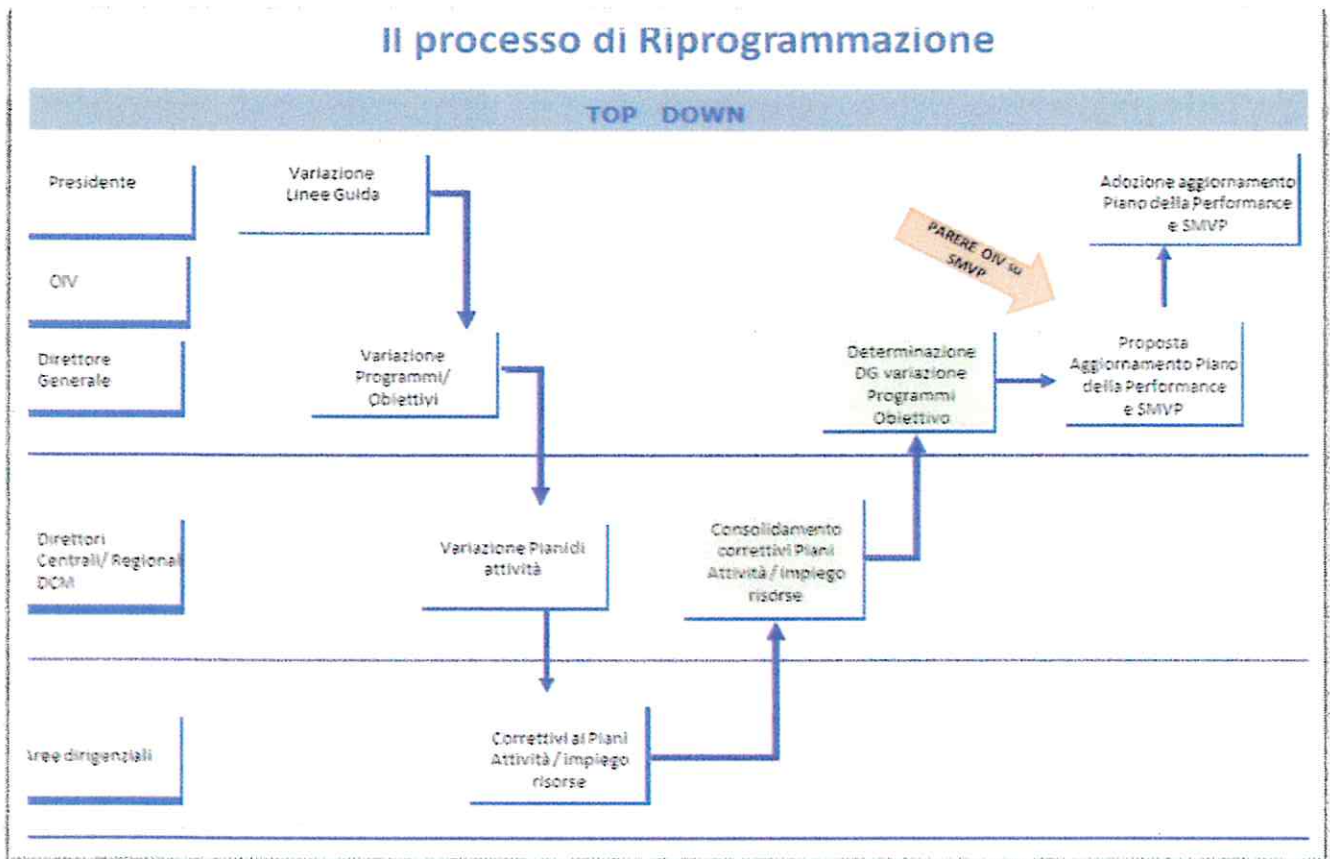 Il processo di Riprogrammazione
TOP DOWN
Presidente
Variazione
Linee Guida
Adozione aggiornamento
Piano della Performance
e SMVP
PARERE OIV su
SMVP
OIV
Direttore
Generale
Variazione
Programmi/
Obiettivi
Determinazione
DG variazione
Programmi
Obiettivo
Proposta
Aggiornamento Piano
della Performance
e SMVP
Direttori
Centrali/ Regional
DCM
Variazione Piani di
attività
Consolidamento
correttivi Piani
Attività / impiego
risorse
Aree dirigenziali
Correttivi ai Piani
Attività / impiego
risorse